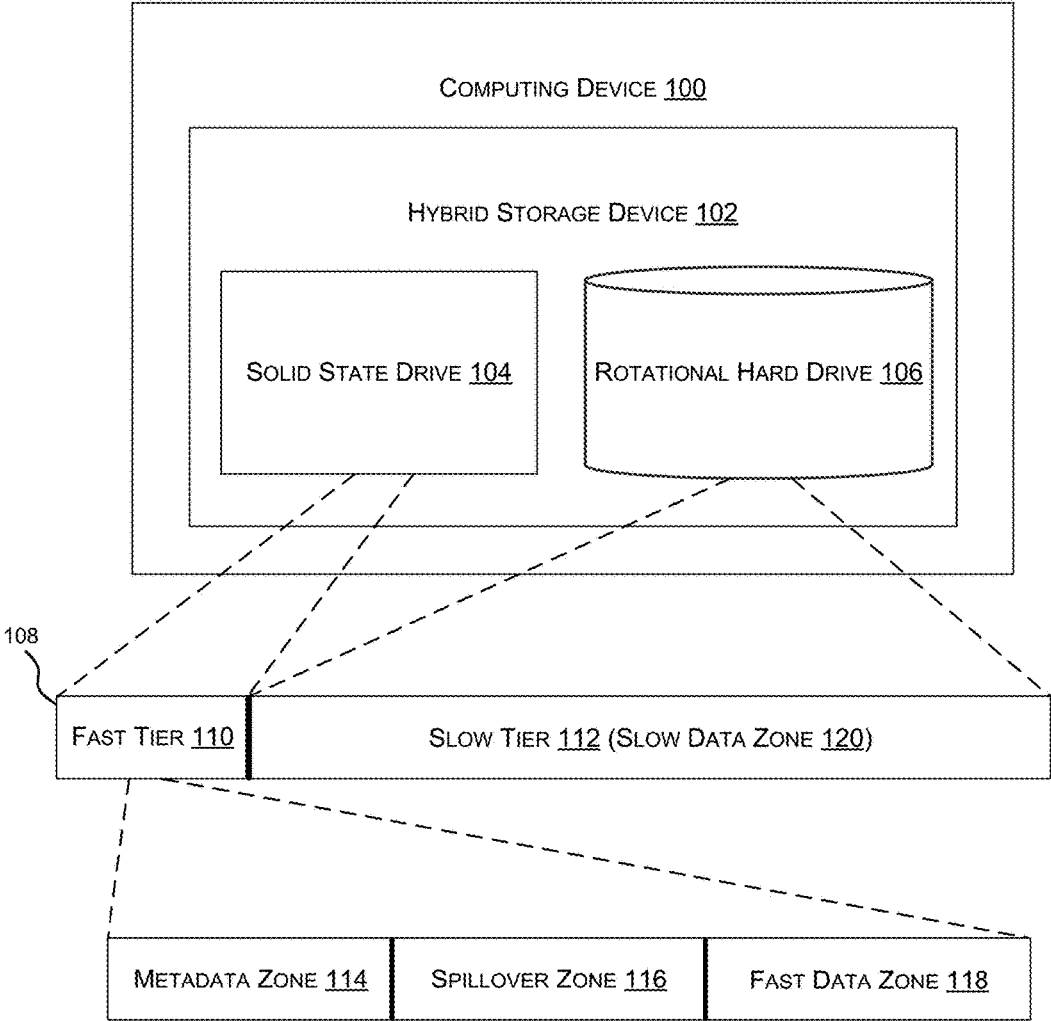 COMPUTING DEVICE 100
HYBRID STORAGE DEVICE 102
SOLID STATE DRIVE 104
ROTATIONAL HARD DRIVE 106
108
FAST TIER 110
SLOW TIER 112 (SLOW DATA ZONE 120)
METADATA ZONE 114
SPILLOVER ZONE 116
FAST DATA ZONE 118